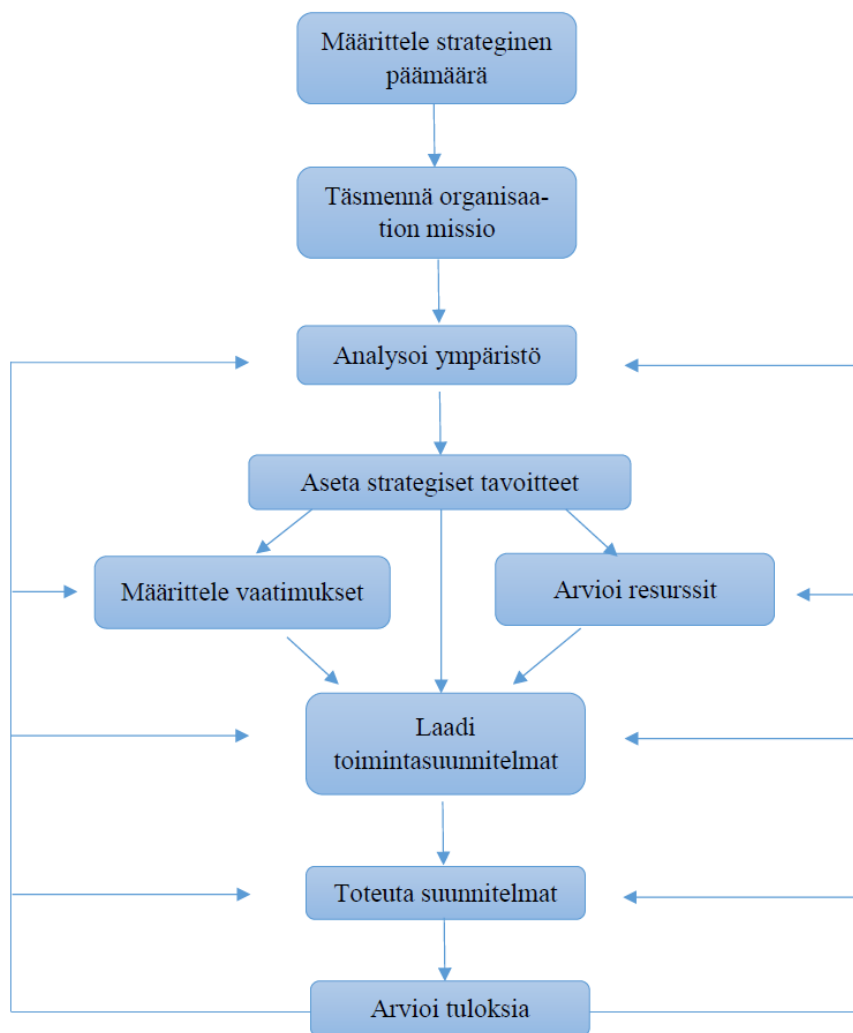 Määrittele strateginen
päämäärä
Täsmennä organisaa-
tion missio
Analysoi ympäristö
Aseta strategiset tavoitteet
Määrittele vaatimukset
Arvioi resurssit
Laadi
toimintasuunnitelmat
Toteuta suunnitelmat
Arvioi tuloksia